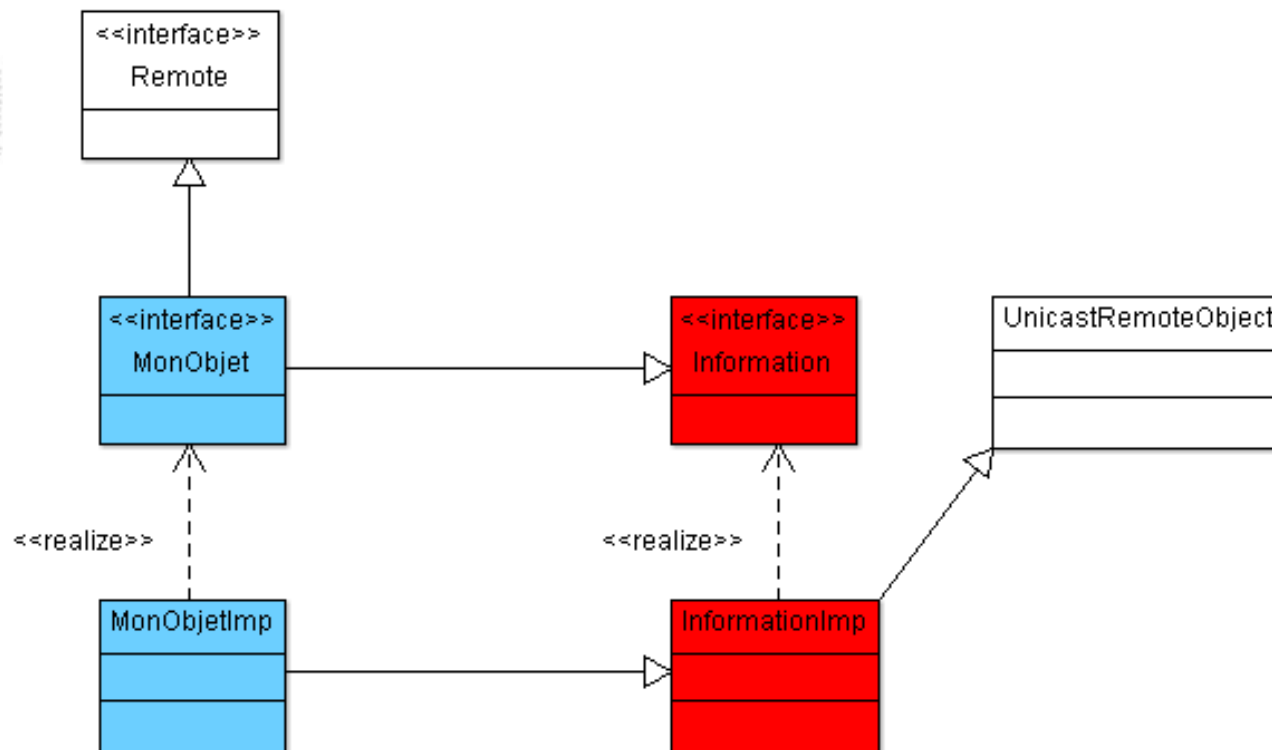 <<interface>>
Remote
<<interface>>
MonObjet
<<interface>>
Information
UnicastRemoteObject
<<realize>>
<<realize>>
MonObjetImp
InformationImp